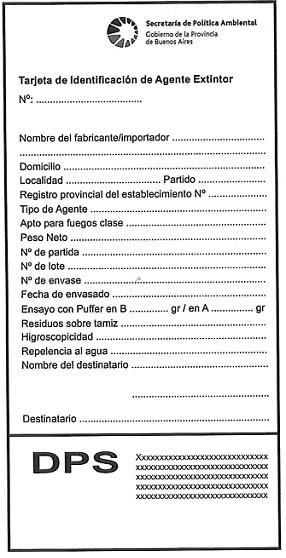 Secretaría de Política Ambiental
Gobierno de la Provincia
de Buenos Aires
Tarjeta de Identificación de Agente Extintor
Nº: ......................................
Nombre del fabricante/importador .................................
.........................................................................................
Domicilio .........................................................................
Localidad ................................. Partido ........................
Registro provincial del establecimiento Nº .....................
Tipo de Agente ...............................................................
Apto para fuegos clase ...................................................
Peso Neto .......................................................................
Nº de partida ..................................................................
Nº de lote ........................................................................
Nº de envase ..................................................................
Fecha de envasado ........................................................
Ensayo con Puffer en B .............. gr / en A .............. gr
Residuos sobre tamiz .....................................................
Higroscopicidad ..............................................................
Repelencia al agua .........................................................
Nombre del destinatario .................................................
.......................................
Destinatario .....................................................................
DPS
Xxxxxxxxxxxxxxxxxxxxxxxxxxxxx
xxxxxxxxxxxxxxxxxxxxxxxxxxxxx
xxxxxxxxxxxxxxxxxxxxxxxxxxxxx
xxxxxxxxxxxxxxxxxxxxxxxxxxxxx
xxxxxxxxxxxxxxxxxxxxxxxxxxxxx